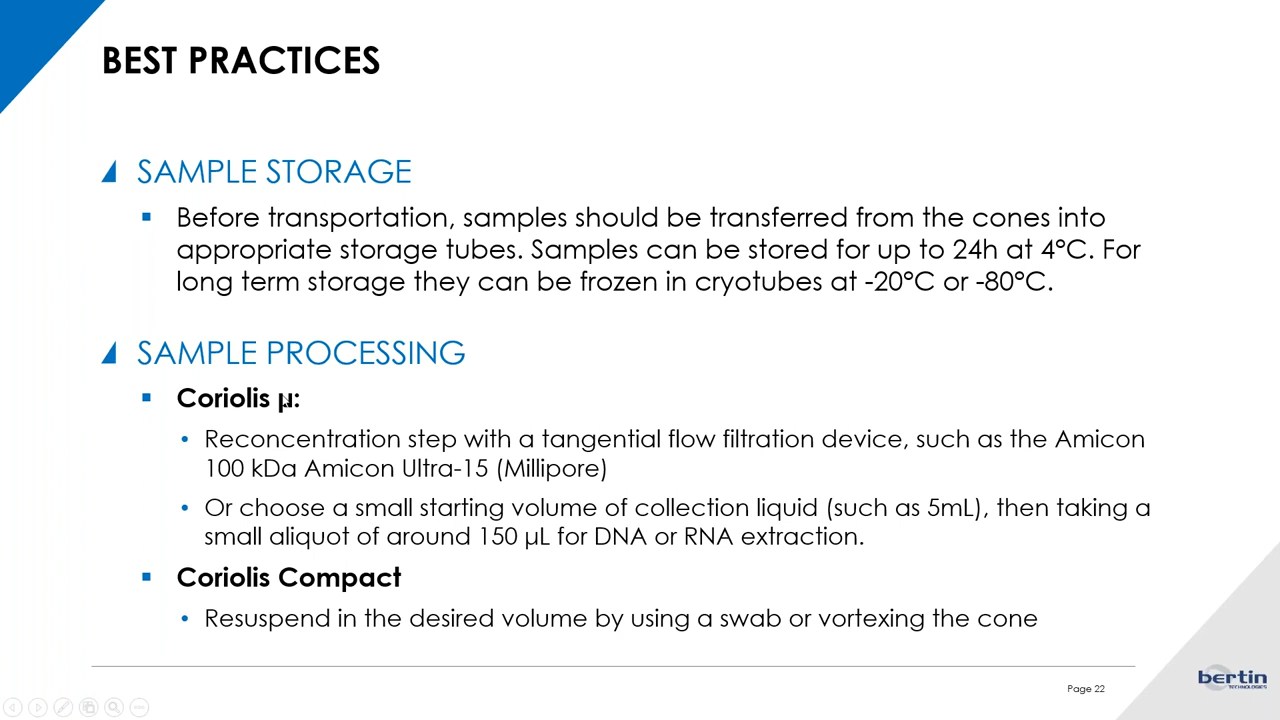 BEST PRACTICES
SAMPLE STORAGE
Before transportation, samples should be transferred from the cones into
appropriate storage tubes. Samples can be stored for up to 24h at 4°C. For
long term storage they can be frozen in cryotubes at -20°C or -80°C.
SAMPLE PROCESSING
Coriolis µ:
Reconcentration step with a tangential flow filtration device, such as the Amicon
100 kDa Amicon Ultra-15 (Millipore)
Or choose a small starting volume of collection liquid (such as 5mL), then taking a
small aliquot of around 150 µL for DNA or RNA extraction.
Coriolis Compact
Resuspend in the desired volume by using a swab or vortexing the cone
Page 22
bertin
TECHNOLOGIES